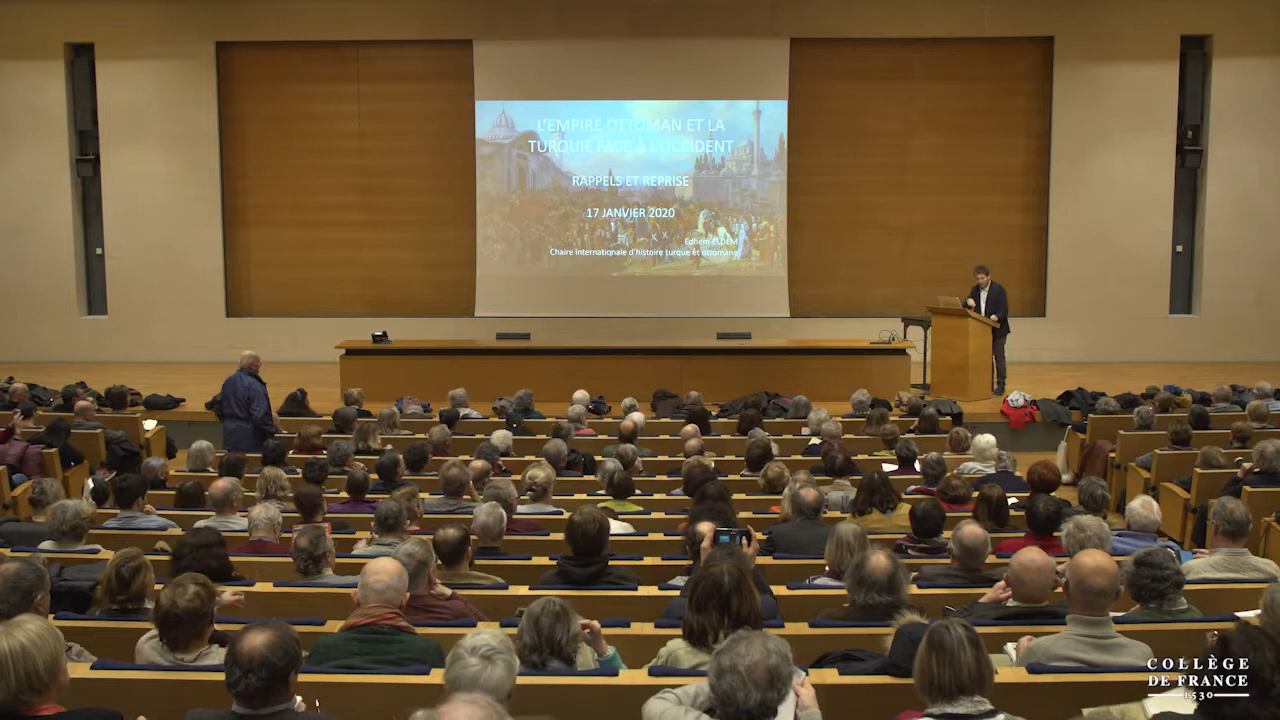 L'EMPIRE OTTOMAN ET LA
TURQUIE FACE À L'OCCIDENT
RAPPELS ET REPRISE
17 JANVIER 2020
Edhem ELDEM
Chaire internationale d'histoire turque et ottomane
COLLÈGE
DE FRANCE
1530